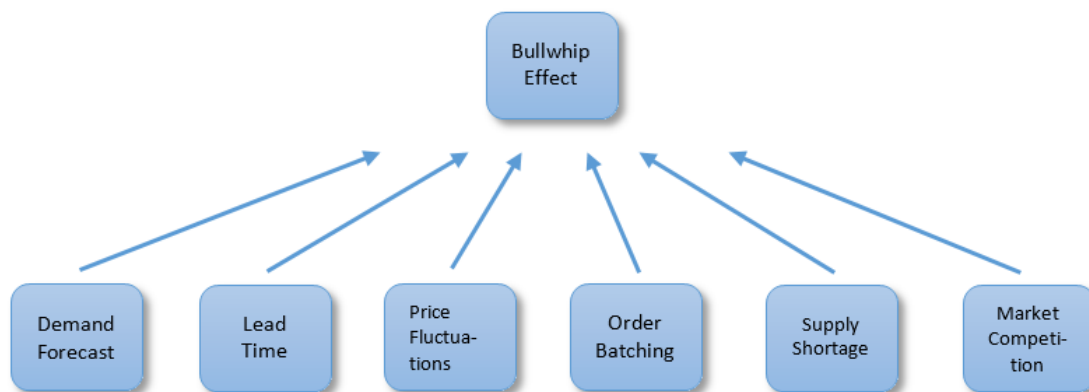 Bullwhip
Effect
Demand
Forecast
Lead
Time
Price
Fluctua-
tions
Order
Batching
Supply
Shortage
Market
Competi-
tion